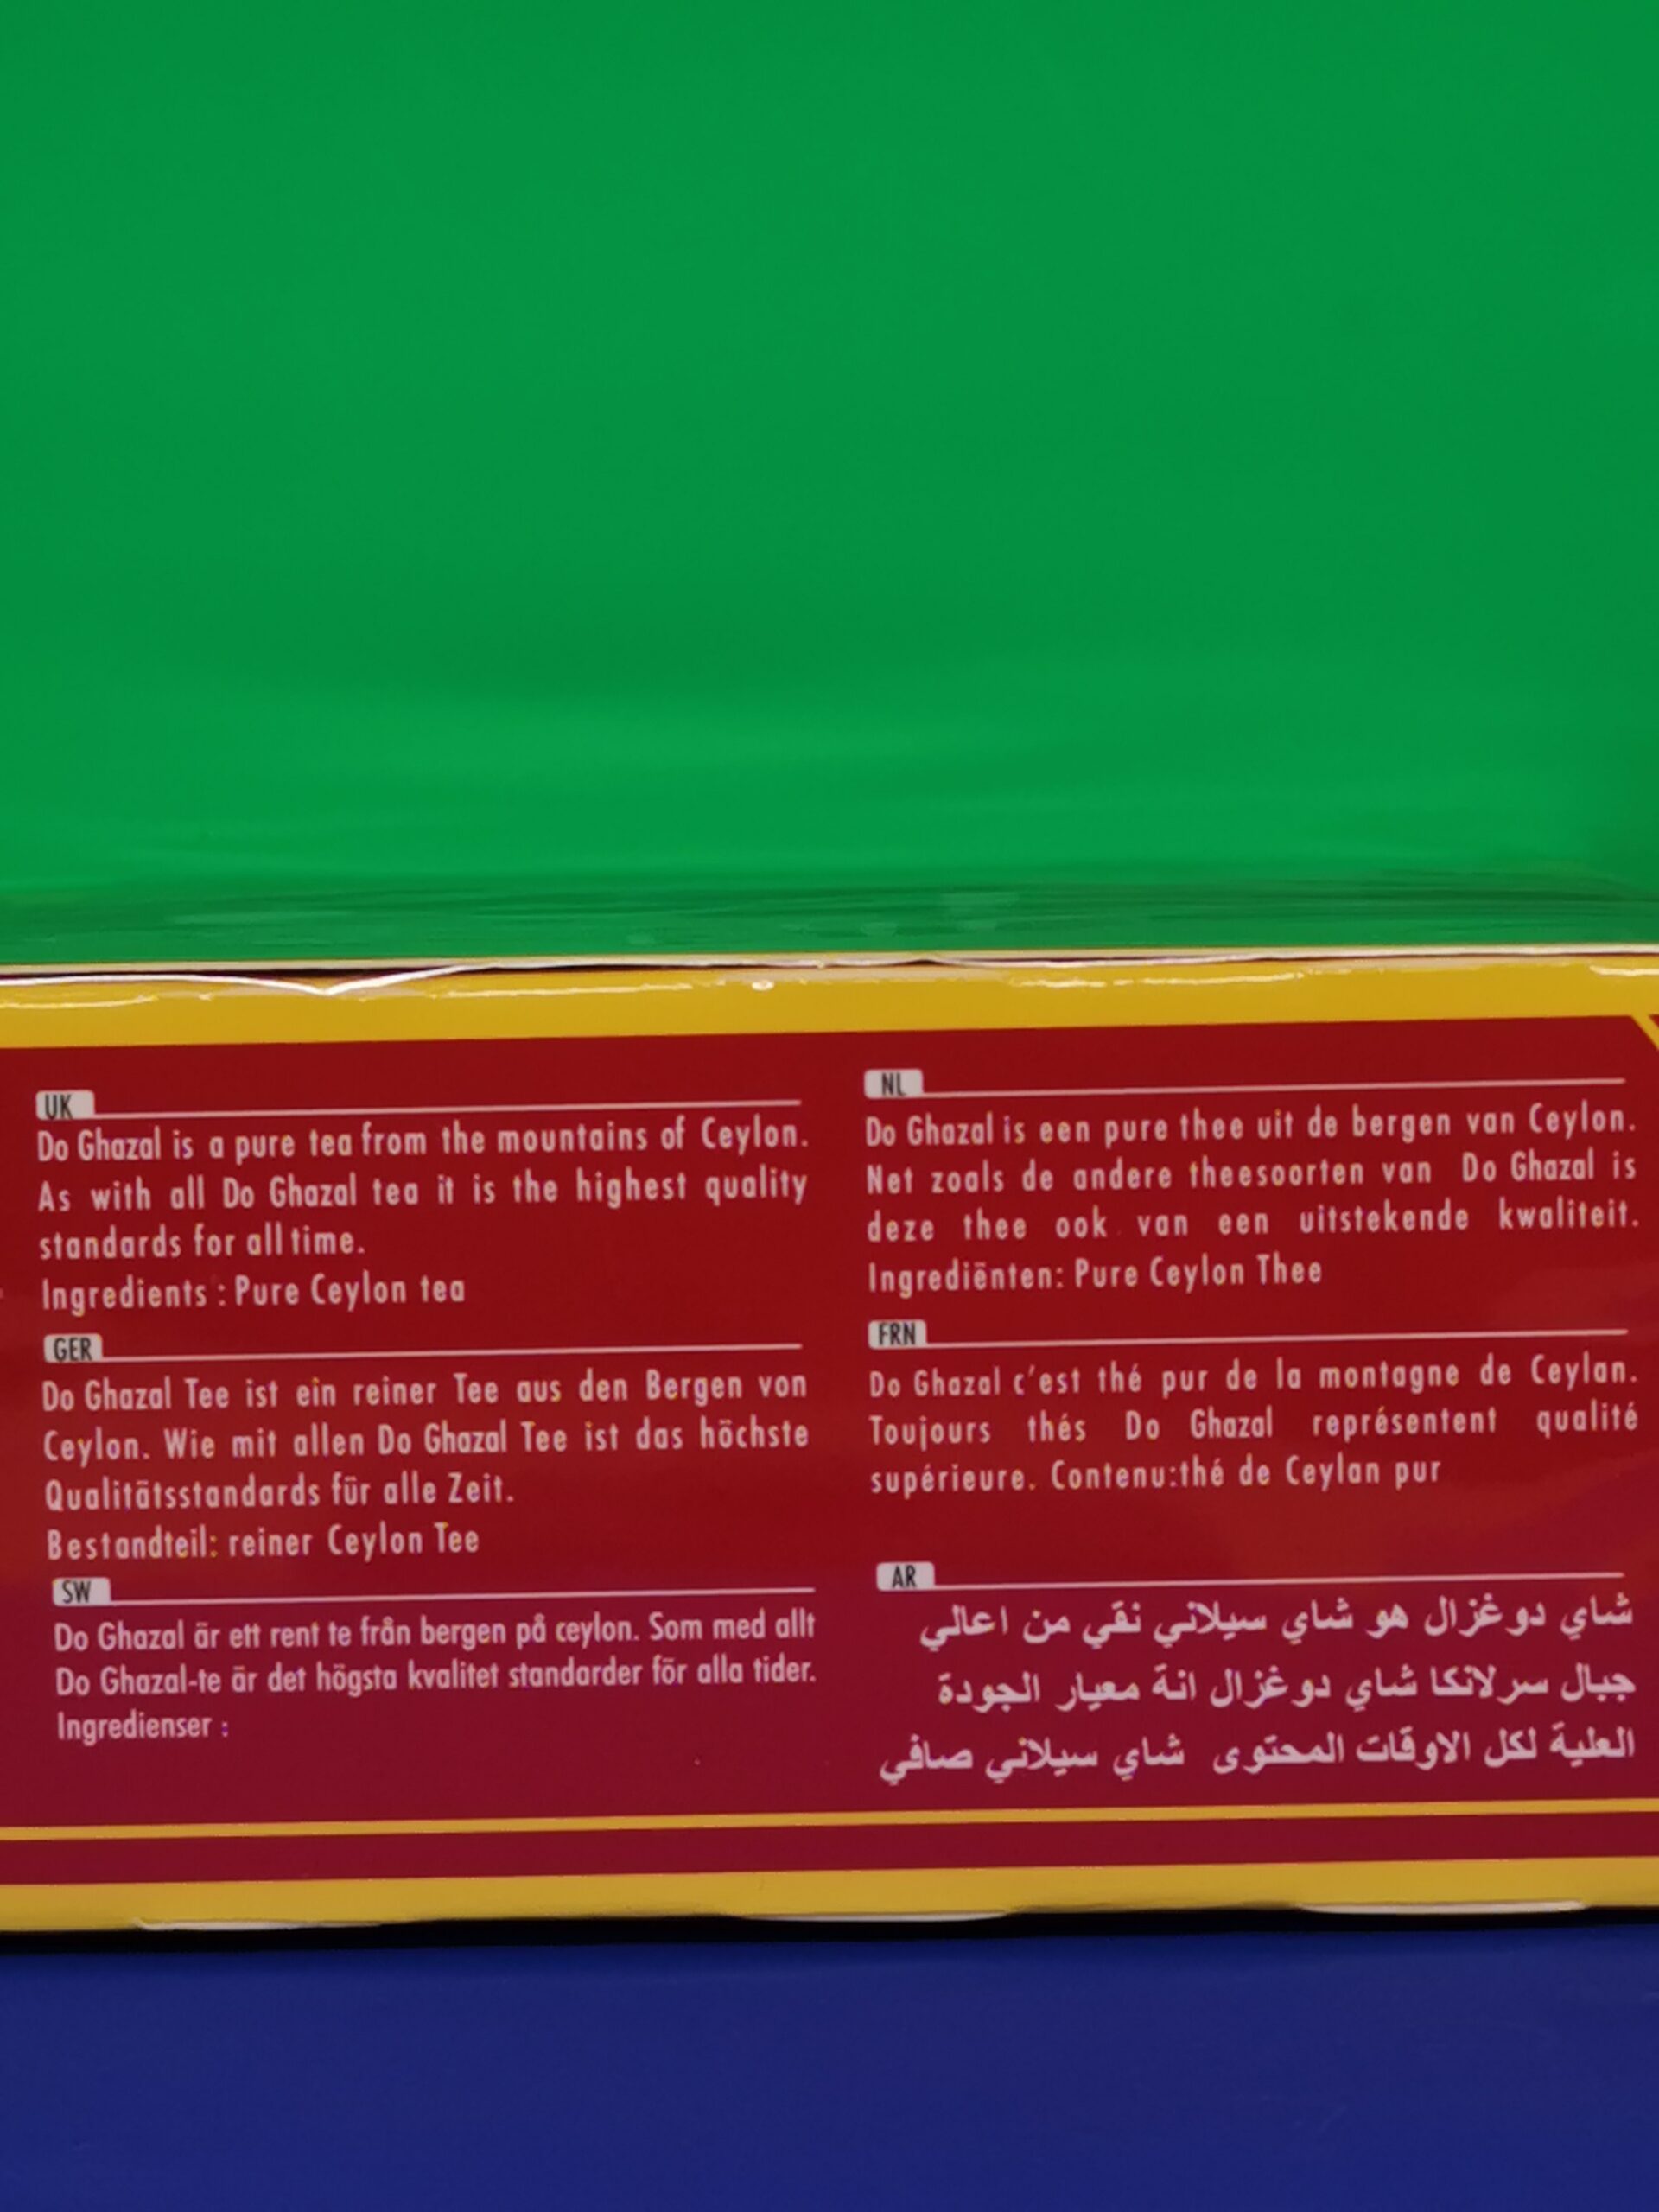 UK
Do Ghazal is a pure tea from the mountains of Ceylon.
As with all Do Ghazal tea it is the highest quality
standards for all time.
Ingredients : Pure Ceylon tea
GER
Do Ghazal Tee ist ein reiner Tee aus den Bergen von
Ceylon. Wie mit allen Do Ghazal Tee ist das höchste
Qualitätsstandards für alle Zeit.
Bestandteil: reiner Ceylon Tee
SW
Do Ghazal är ett rent te från bergen på ceylon. Som med allt
Do Ghazal-te är det högsta kvalitet standarder för alla tider.
Ingredienser :
NL
Do Ghazal is een pure thee uit de bergen van Ceylon.
Net zoals de andere theesoorten van Do Ghazal is
deze thee ook van een uitstekende kwaliteit.
Ingrediënten: Pure Ceylon Thee
FRN
Do Ghazal c'est thé pur de la montagne de Ceylan.
Toujours thés Do Ghazal représentent qualité
supérieure. Contenu:thé de Ceylan pur
AR
شاي دوغزال هو شاي سيلاني نقي من اعالي
جبال سرلانكا شاي دوغزال انة معيار الجودة
العلية لكل الاوقات المحتوى شاي سيلاني صافي